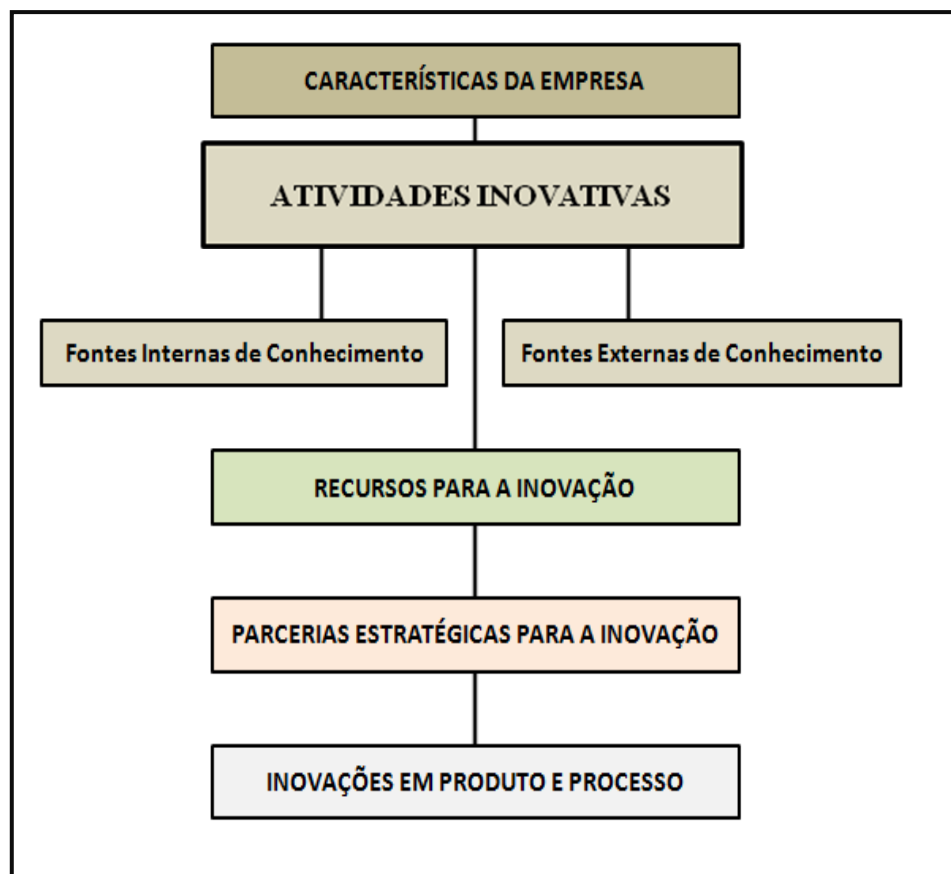 CARACTERÍSTICAS DA EMPRESA
ATIVIDADES INOVATIVAS
Fontes Internas de Conhecimento
Fontes Externas de Conhecimento
RECURSOS PARA A INOVAÇÃO
PARCERIAS ESTRATÉGICAS PARA A INOVAÇÃO
INOVAÇÕES EM PRODUTO E PROCESSO